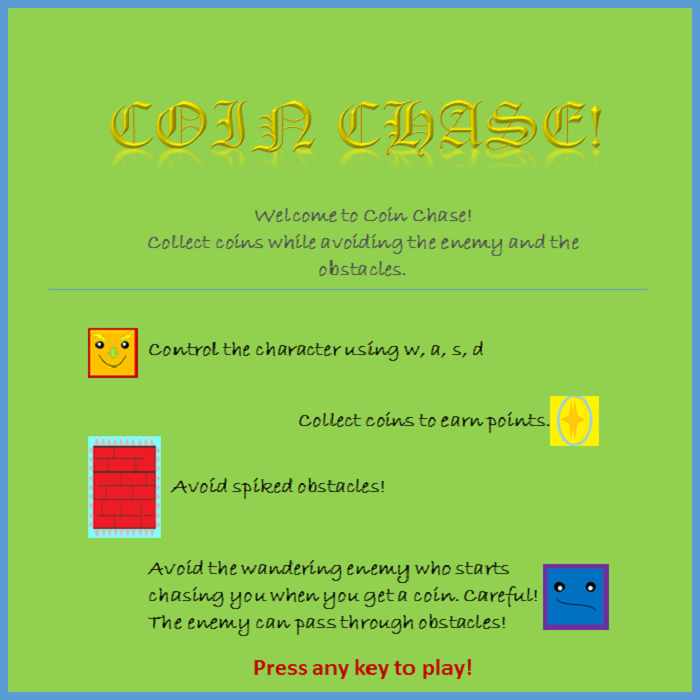 COIN CHASE!
Welcome to Coin Chase!
Collect coins while avoiding the enemy and the
obstacles.
Control the character using w, a, s, d
Collect coins to earn points.
Avoid spiked obstacles!
Avoid the wandering enemy who starts
chasing you when you get a coin. Careful!
The enemy can pass through obstacles!
Press any key to play!